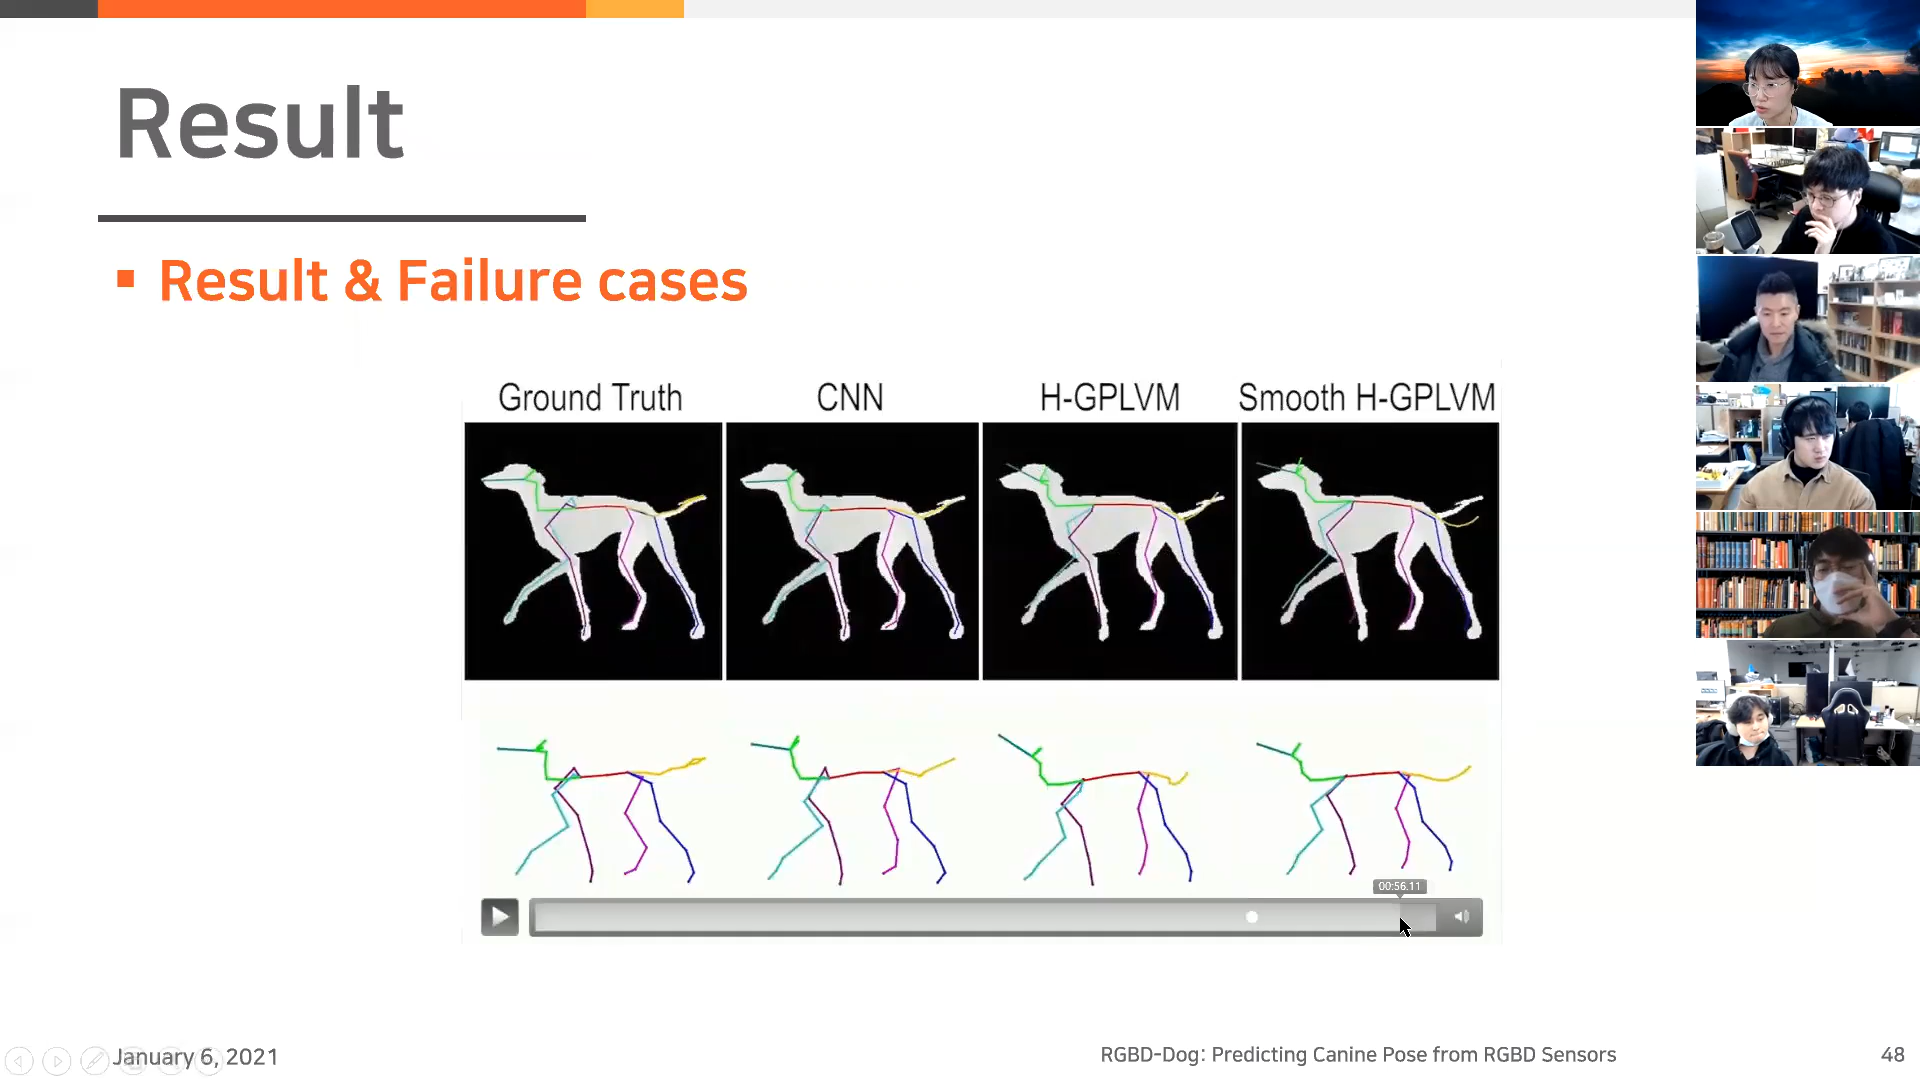 Result
▪ Result & Failure cases
Ground Truth CNN H-GPLVM Smooth H-GPLVM
00:56.11
January 6, 2021
RGBD-Dog: Predicting Canine Pose from RGBD Sensors
48